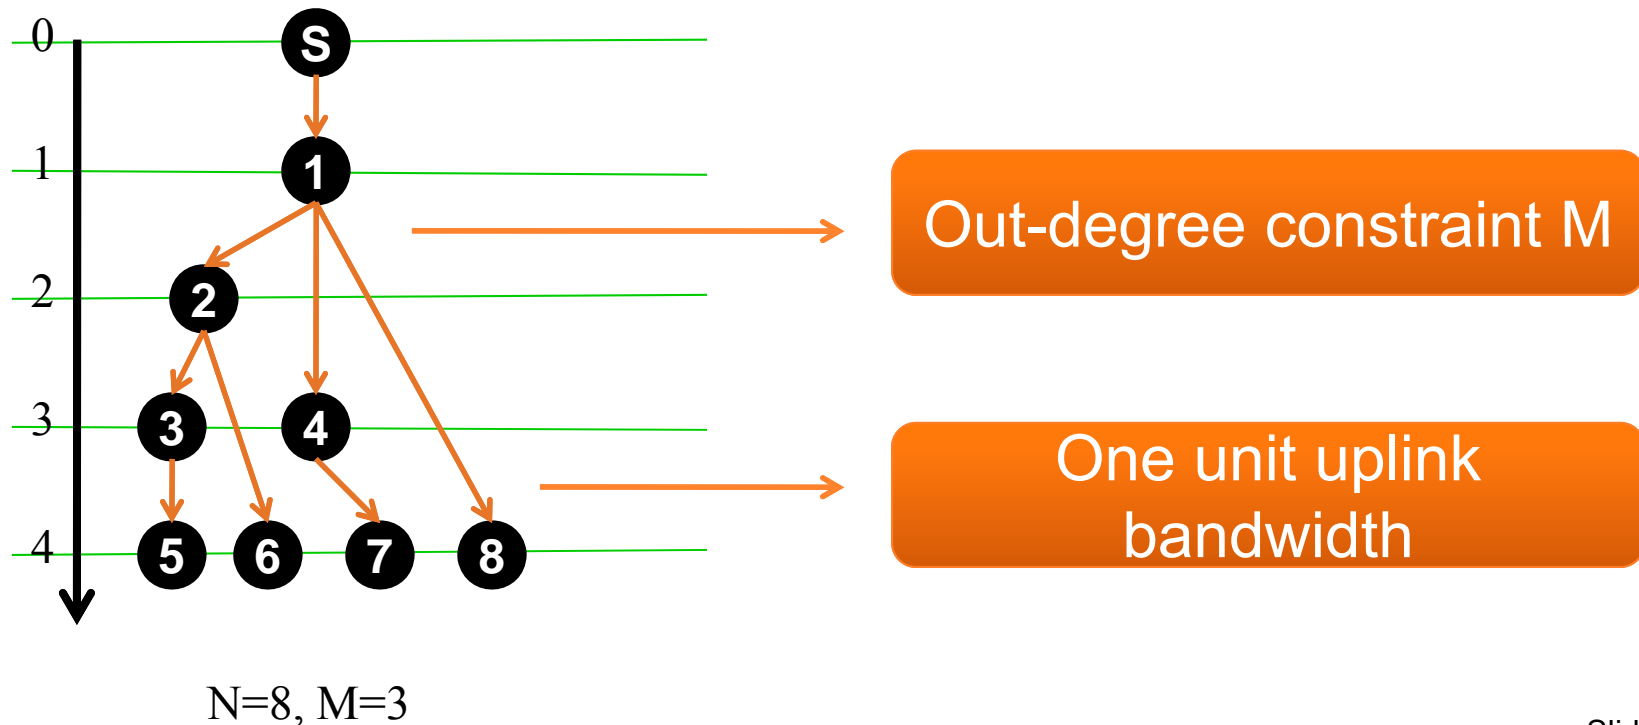 0
S
1
1
Out-degree constraint M
2
2
3
3
4
One unit uplink
bandwidth
4
5
6
7
8
N=8, M=3